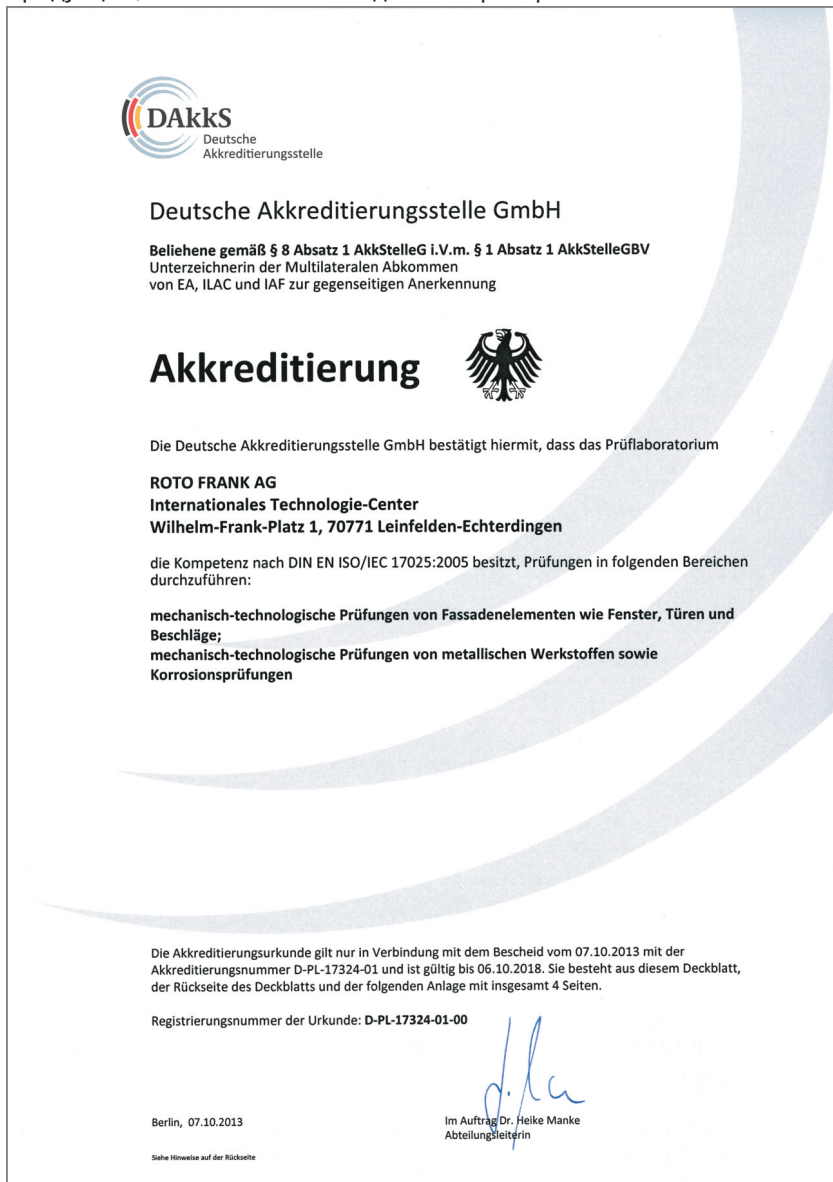 DAkkS
Deutsche
Akkreditierungsstelle
Deutsche Akkreditierungsstelle GmbH
Beliehene gemäß § 8 Absatz 1 AkkStelleG i.V.m. § 1 Absatz 1 AkkStelleGBV
Unterzeichnerin der Multilateralen Abkommen
von EA, ILAC und IAF zur gegenseitigen Anerkennung
Akkreditierung
Die Deutsche Akkreditierungsstelle GmbH bestätigt hiermit, dass das Prüflaboratorium
ROTO FRANK AG
Internationales Technologie-Center
Wilhelm-Frank-Platz 1, 70771 Leinfelden-Echterdingen
die Kompetenz nach DIN EN ISO/IEC 17025:2005 besitzt, Prüfungen in folgenden Bereichen
durchzuführen:
mechanisch-technologische Prüfungen von Fassadenelementen wie Fenster, Türen und
Beschläge;
mechanisch-technologische Prüfungen von metallischen Werkstoffen sowie
Korrosionsprüfungen
Die Akkreditierungsurkunde gilt nur in Verbindung mit dem Bescheid vom 07.10.2013 mit der
Akkreditierungsnummer D-PL-17324-01 und ist gültig bis 06.10.2018. Sie besteht aus diesem Deckblatt,
der Rückseite des Deckblatts und der folgenden Anlage mit insgesamt 4 Seiten.
Registrierungsnummer der Urkunde: D-PL-17324-01-00
Berlin, 07.10.2013
Im Auftrag Dr. Heike Manke
Abteilungsleiterin
Siehe Hinweise auf der Rückseite